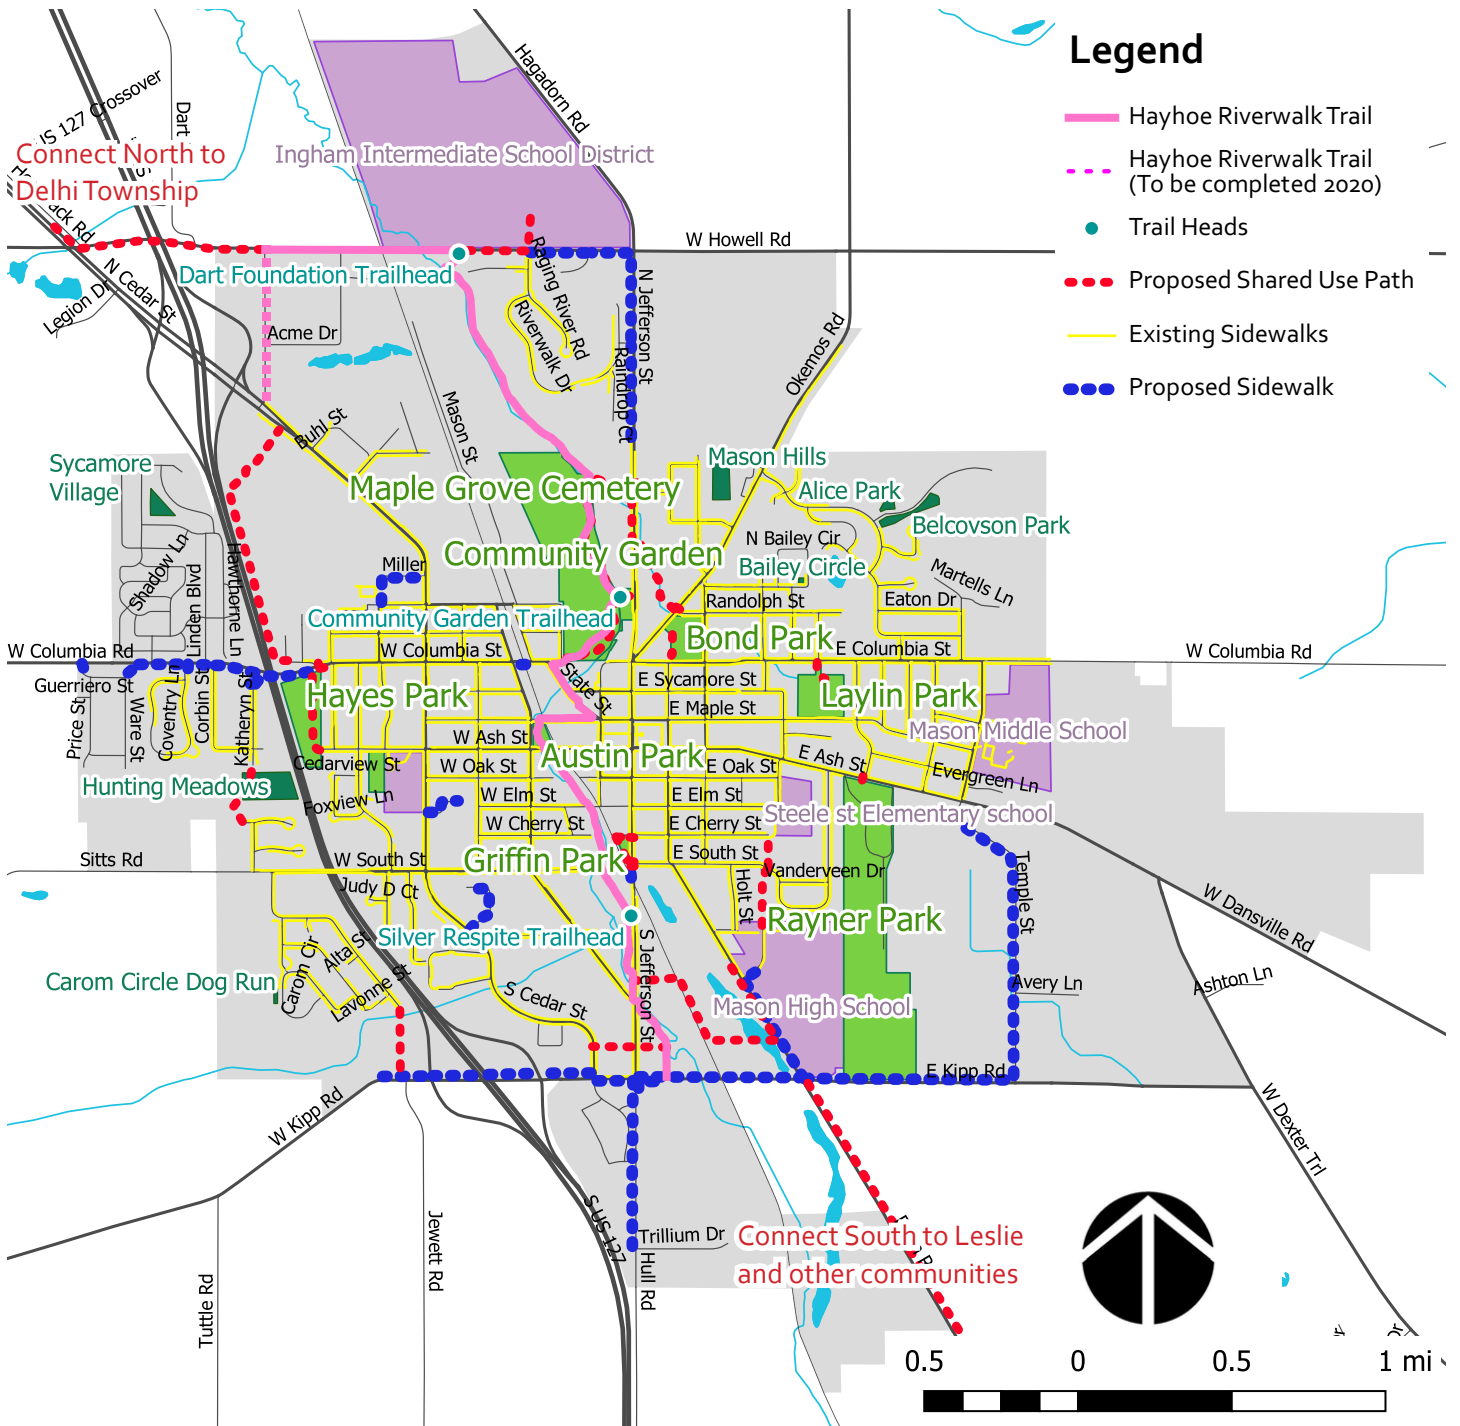 Legend
Hayhoe Riverwalk Trail
Hayhoe Riverwalk Trail
(To be completed 2020)
Trail Heads
Proposed Shared Use Path
Existing Sidewalks
Proposed Sidewalk
US 127 Crossover
Dart
Hagadorn Rd
Connect North to
Delhi Township
Ingham Intermediate School District
W Howell Rd
Dart Foundation Trailhead
N Cedar St
Legion Dr
Acme Dr
Raging River Rd
Riverwalk Dr
Raindrop Ct
N Jefferson St
Okemos Rd
Buhl St
Mason St
Sycamore
Village
Maple Grove Cemetery
Mason Hills
Alice Park
Belcovson Park
N Bailey Cir
Bailey Circle
Martells Ln
Community Garden
Miller
Shadow Ln
Linden Blvd
Hawthorne Ln
Community Garden Trailhead
Randolph St
Eaton Dr
Bond Park
W Columbia Rd
W Columbia St
E Columbia St
W Columbia Rd
Guerriero St
Price St
Ware St
Coventry Ln
Corbin St
Katheryn St
Hayes Park
State St
E Sycamore St
E Maple St
Laylin Park
Mason Middle School
W Ash St
Austin Park
E Ash St
Cedarview St
W Oak St
E Oak St
Evergreen Ln
Hunting Meadows
Foxview Ln
W Elm St
E Elm St
Steele st Elementary school
W Cherry St
E Cherry St
Sitts Rd
W South St
Griffin Park
E South St
Vanderveen Dr
Judy D Ct
Holt St
Temple St
W Dansville Rd
Rayner Park
Silver Respite Trailhead
Alta St
Carom Cir
Carom Circle Dog Run
Lavonne St
S Cedar St
S Jefferson St
Mason High School
Avery Ln
Ashton Ln
E Kipp Rd
W Kipp Rd
W Dexter Trl
Jewett Rd
S US 127
Trillium Dr
Hull Rd
Tuttle Rd
Connect South to Leslie
and other communities
0.5 0 0.5 1 mi